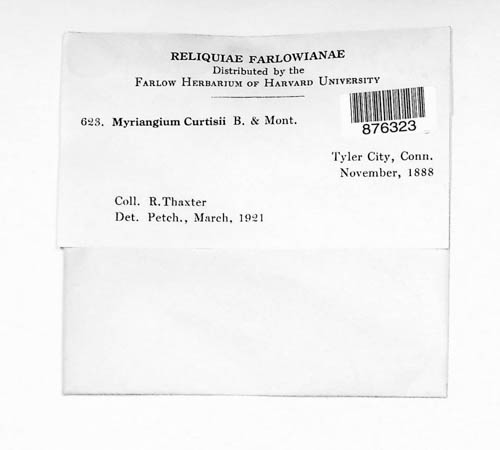 RELIQUIAE FARLOWIANAE
Distributed by the
FARLOW HERBARIUM OF HARVARD UNIVERSITY
623. Myriangium Curtisii B. & Mont.
876323
Tyler City, Conn.
November, 1888
Coll. R. Thaxter
Det. Petch., March, 1921